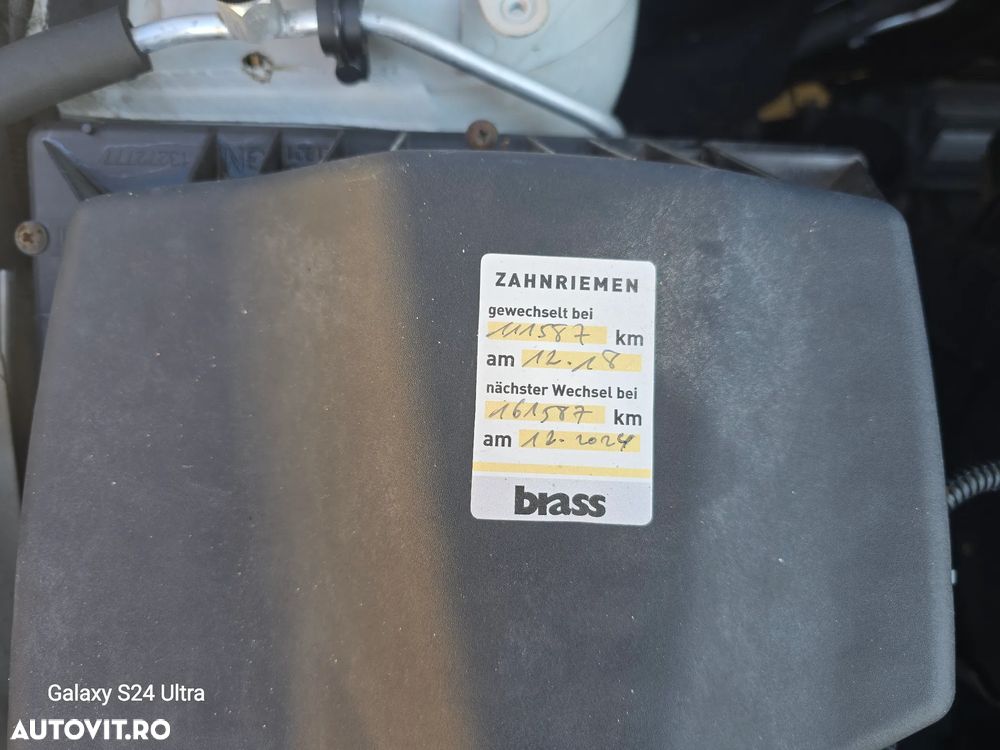 13272777
ZAHNRIEMEN
gewechselt bei
111587 km
am 12.18
nächster Wechsel bei
161587 km
am 12.2024
brass
Galaxy S24 Ultra
AUTOVIT.RO